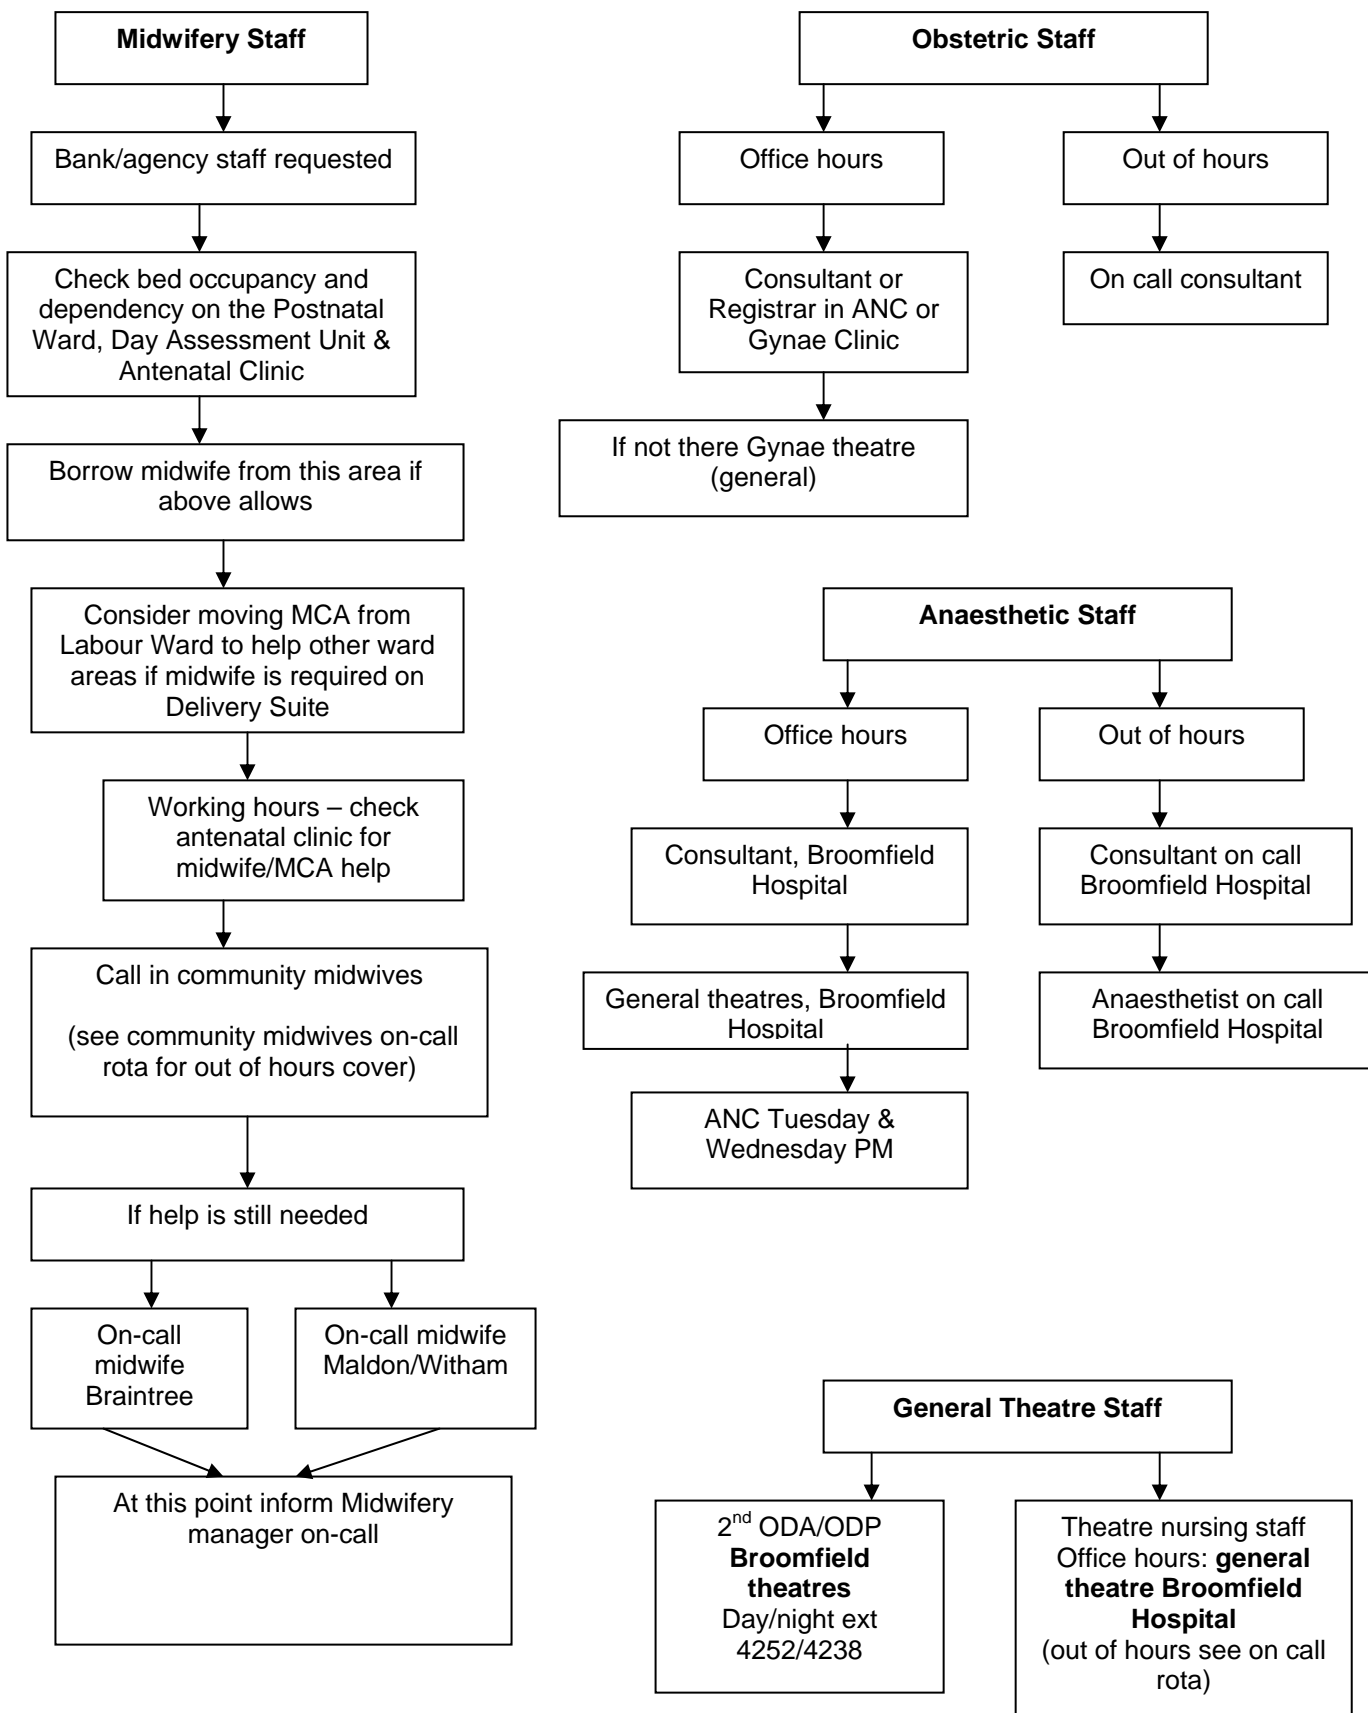 Midwifery Staff
Bank/agency staff requested
Check bed occupancy and
dependency on the Postnatal
Ward, Day Assessment Unit &
Antenatal Clinic
Borrow midwife from this area if
above allows
Consider moving MCA from
Labour Ward to help other ward
areas if midwife is required on
Delivery Suite
Working hours – check
antenatal clinic for
midwife/MCA help
Call in community midwives
(see community midwives on-call
rota for out of hours cover)
If help is still needed
On-call
midwife
Braintree
On-call midwife
Maldon/Witham
At this point inform Midwifery
manager on-call
Obstetric Staff
Office hours
Consultant or
Registrar in ANC or
Gynae Clinic
If not there Gynae theatre
(general)
Out of hours
On call consultant
Anaesthetic Staff
Office hours
Consultant, Broomfield
Hospital
General theatres, Broomfield
Hospital
ANC Tuesday &
Wednesday PM
Out of hours
Consultant on call
Broomfield Hospital
Anaesthetist on call
Broomfield Hospital
General Theatre Staff
2nd ODA/ODP
Broomfield
theatres
Day/night ext
4252/4238
Theatre nursing staff
Office hours: general
theatre Broomfield
Hospital
(out of hours see on call
rota)